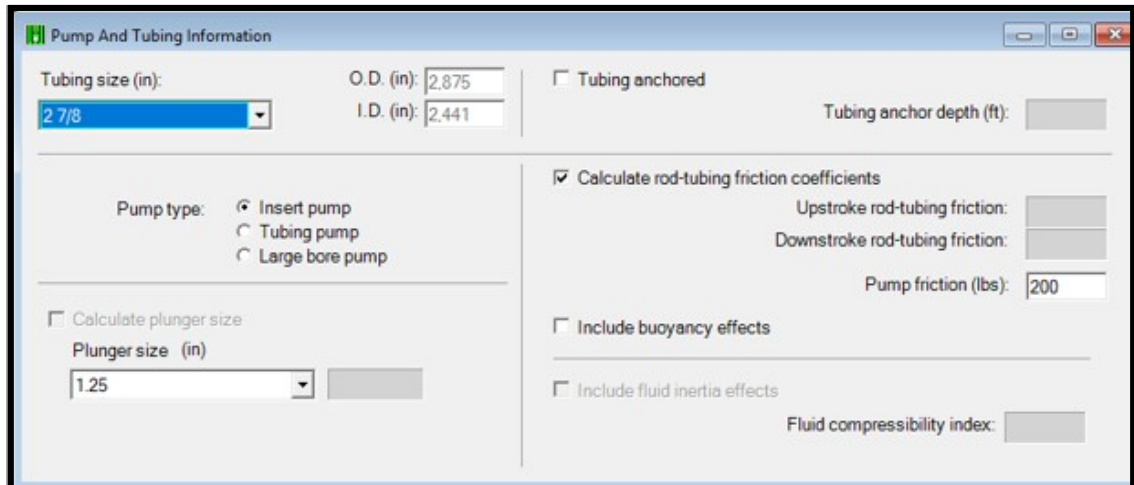 Pump And Tubing Information
Tubing size (in):
2 7/8
O.D. (in): 2.875
I.D. (in): 2.441
Tubing anchored
Tubing anchor depth (ft):
Pump type:
Insert pump
Tubing pump
Large bore pump
Calculate rod-tubing friction coefficients
Upstroke rod-tubing friction:
Downstroke rod-tubing friction:
Pump friction (lbs): 200
Calculate plunger size
Plunger size (in)
1.25
Include buoyancy effects
Include fluid inertia effects
Fluid compressibility index: